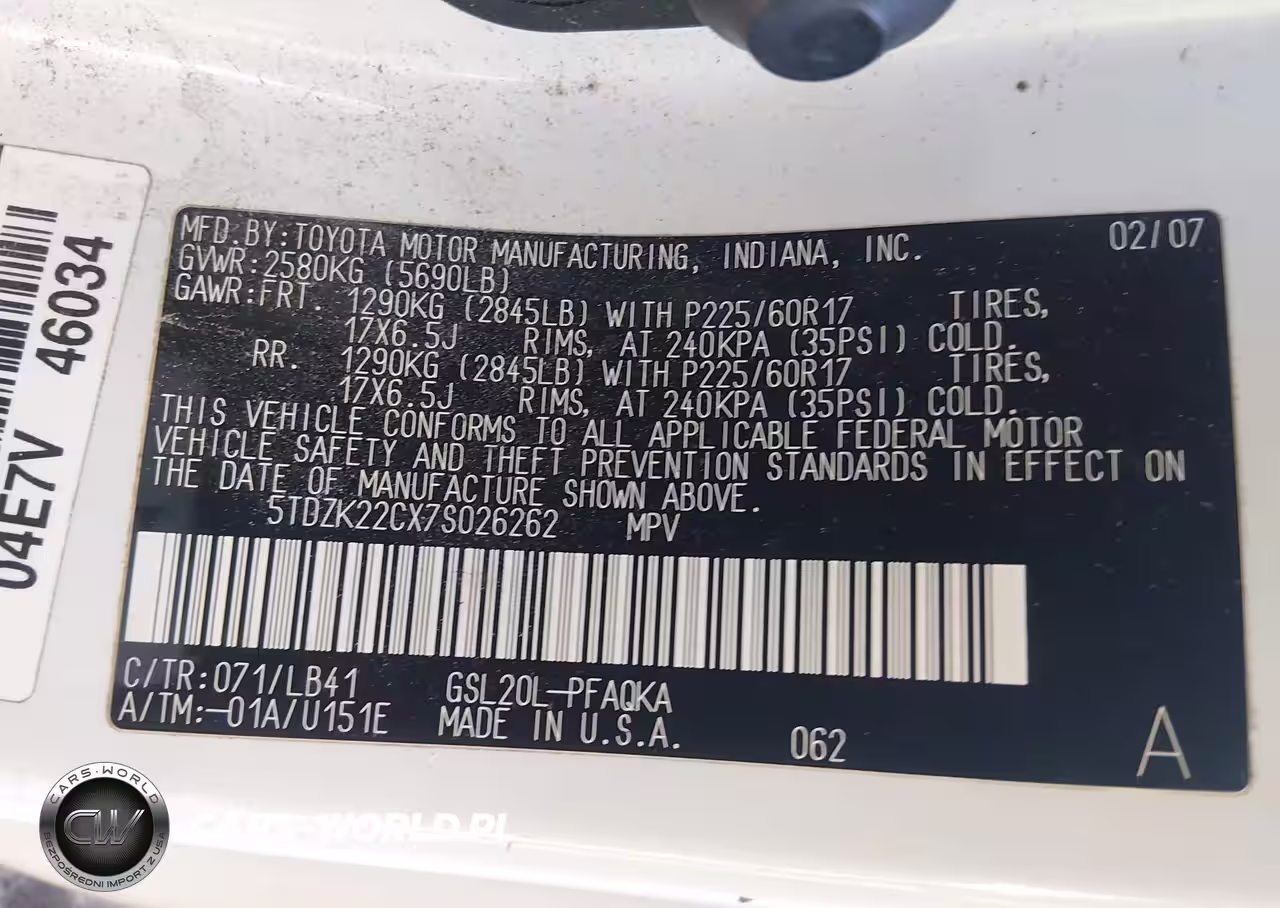 MFD.BY:TOYOTA MOTOR MANUFACTURING, INDIANA, INC. 02/07
GVWR:2580KG (5690LB)
GAWR:FRT. 1290KG (2845LB) WITH P225/60R17 TIRES,
17X6.5J RIMS, AT 240KPA (35PSI) COLD.
RR. 1290KG (2845LB) WITH P225/60R17 TIRES,
17X6.5J RIMS, AT 240KPA (35PSI) COLD.
THIS VEHICLE CONFORMS TO ALL APPLICABLE FEDERAL MOTOR
VEHICLE SAFETY AND THEFT PREVENTION STANDARDS IN EFFECT ON
THE DATE OF MANUFACTURE SHOWN ABOVE.
5TDZK22CX7S026262 MPV
C/TR:071/LB41 GSL20L-PFAQKA
A/TM:-01A/U151E MADE IN U.S.A. 062 A
04E7V 46034
CARS-WORLD
CW
BEZPOŚREDNI IMPORT Z USA
CARS-WORLD.PL